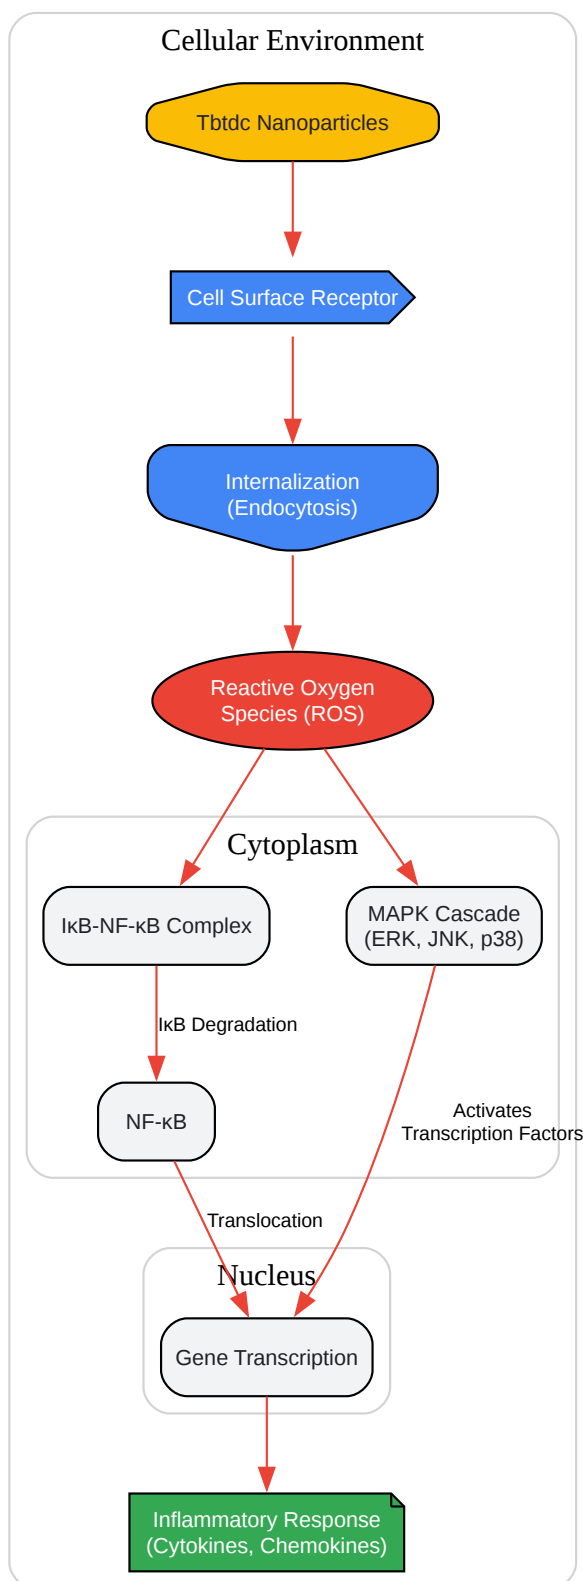 Cellular Environment
Tbtdc Nanoparticles
Cell Surface Receptor
Internalization
(Endocytosis)
Reactive Oxygen
Species (ROS)
Cytoplasm
IκB-NF-κB Complex
MAPK Cascade
(ERK, JNK, p38)
IκB Degradation
NF-κB
Activates
Transcription Factors
Translocation
Nucleus
Gene Transcription
Inflammatory Response
(Cytokines, Chemokines)